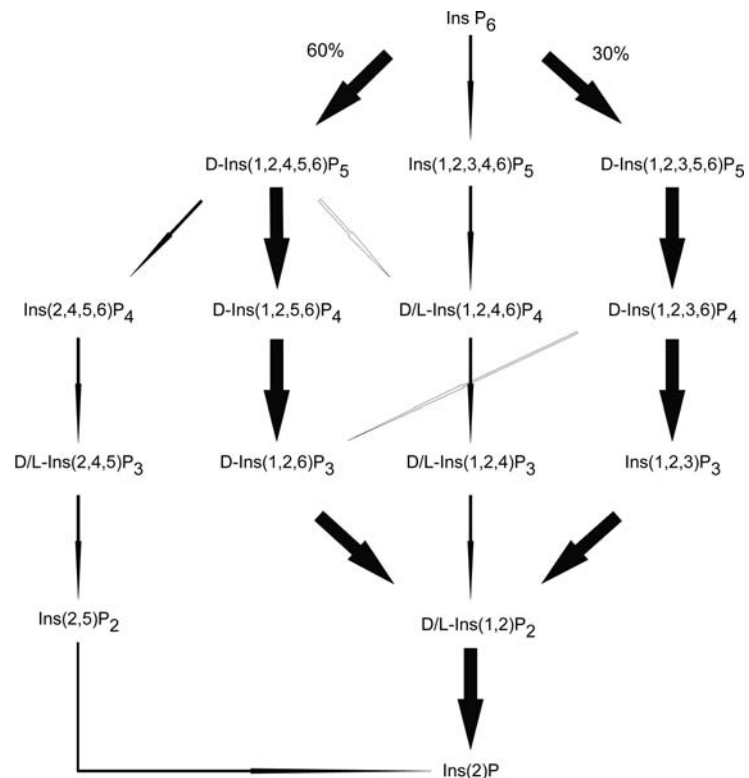 Ins P6
60% 30%
D-Ins(1,2,4,5,6)P5 Ins(1,2,3,4,6)P5 D-Ins(1,2,3,5,6)P5
Ins(2,4,5,6)P4 D-Ins(1,2,5,6)P4 D/L-Ins(1,2,4,6)P4 D-Ins(1,2,3,6)P4
D/L-Ins(2,4,5)P3 D-Ins(1,2,6)P3 D/L-Ins(1,2,4)P3 Ins(1,2,3)P3
Ins(2,5)P2 D/L-Ins(1,2)P2
Ins(2)P